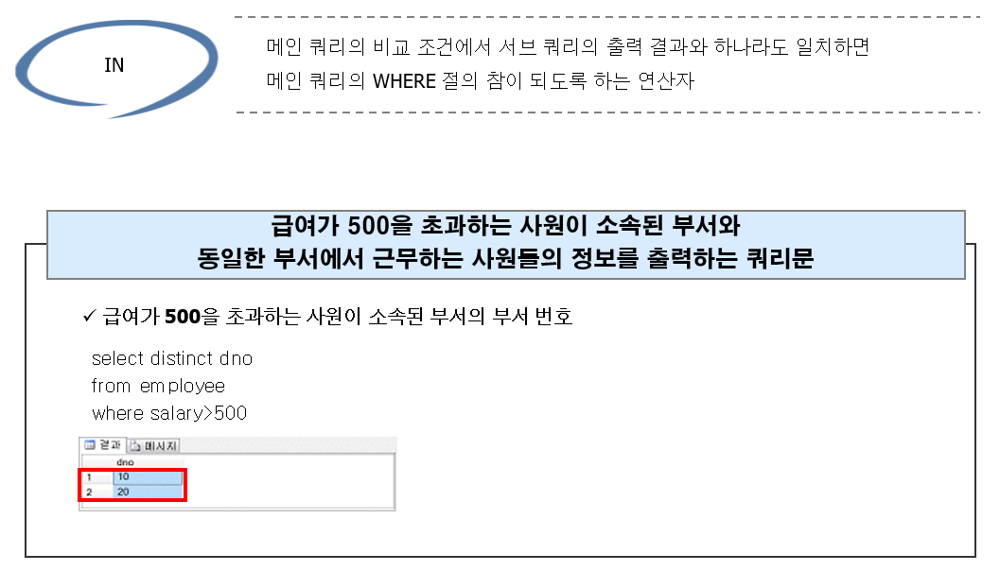 IN
메인 쿼리의 비교 조건에서 서브 쿼리의 출력 결과와 하나라도 일치하면
메인 쿼리의 WHERE 절의 참이 되도록 하는 연산자
급여가 500을 초과하는 사원이 소속된 부서와
동일한 부서에서 근무하는 사원들의 정보를 출력하는 쿼리문
✓ 급여가 500을 초과하는 사원이 소속된 부서의 부서 번호
select distinct dno
from employee
where salary>500
결과 메시지
dno
1 10
2 20